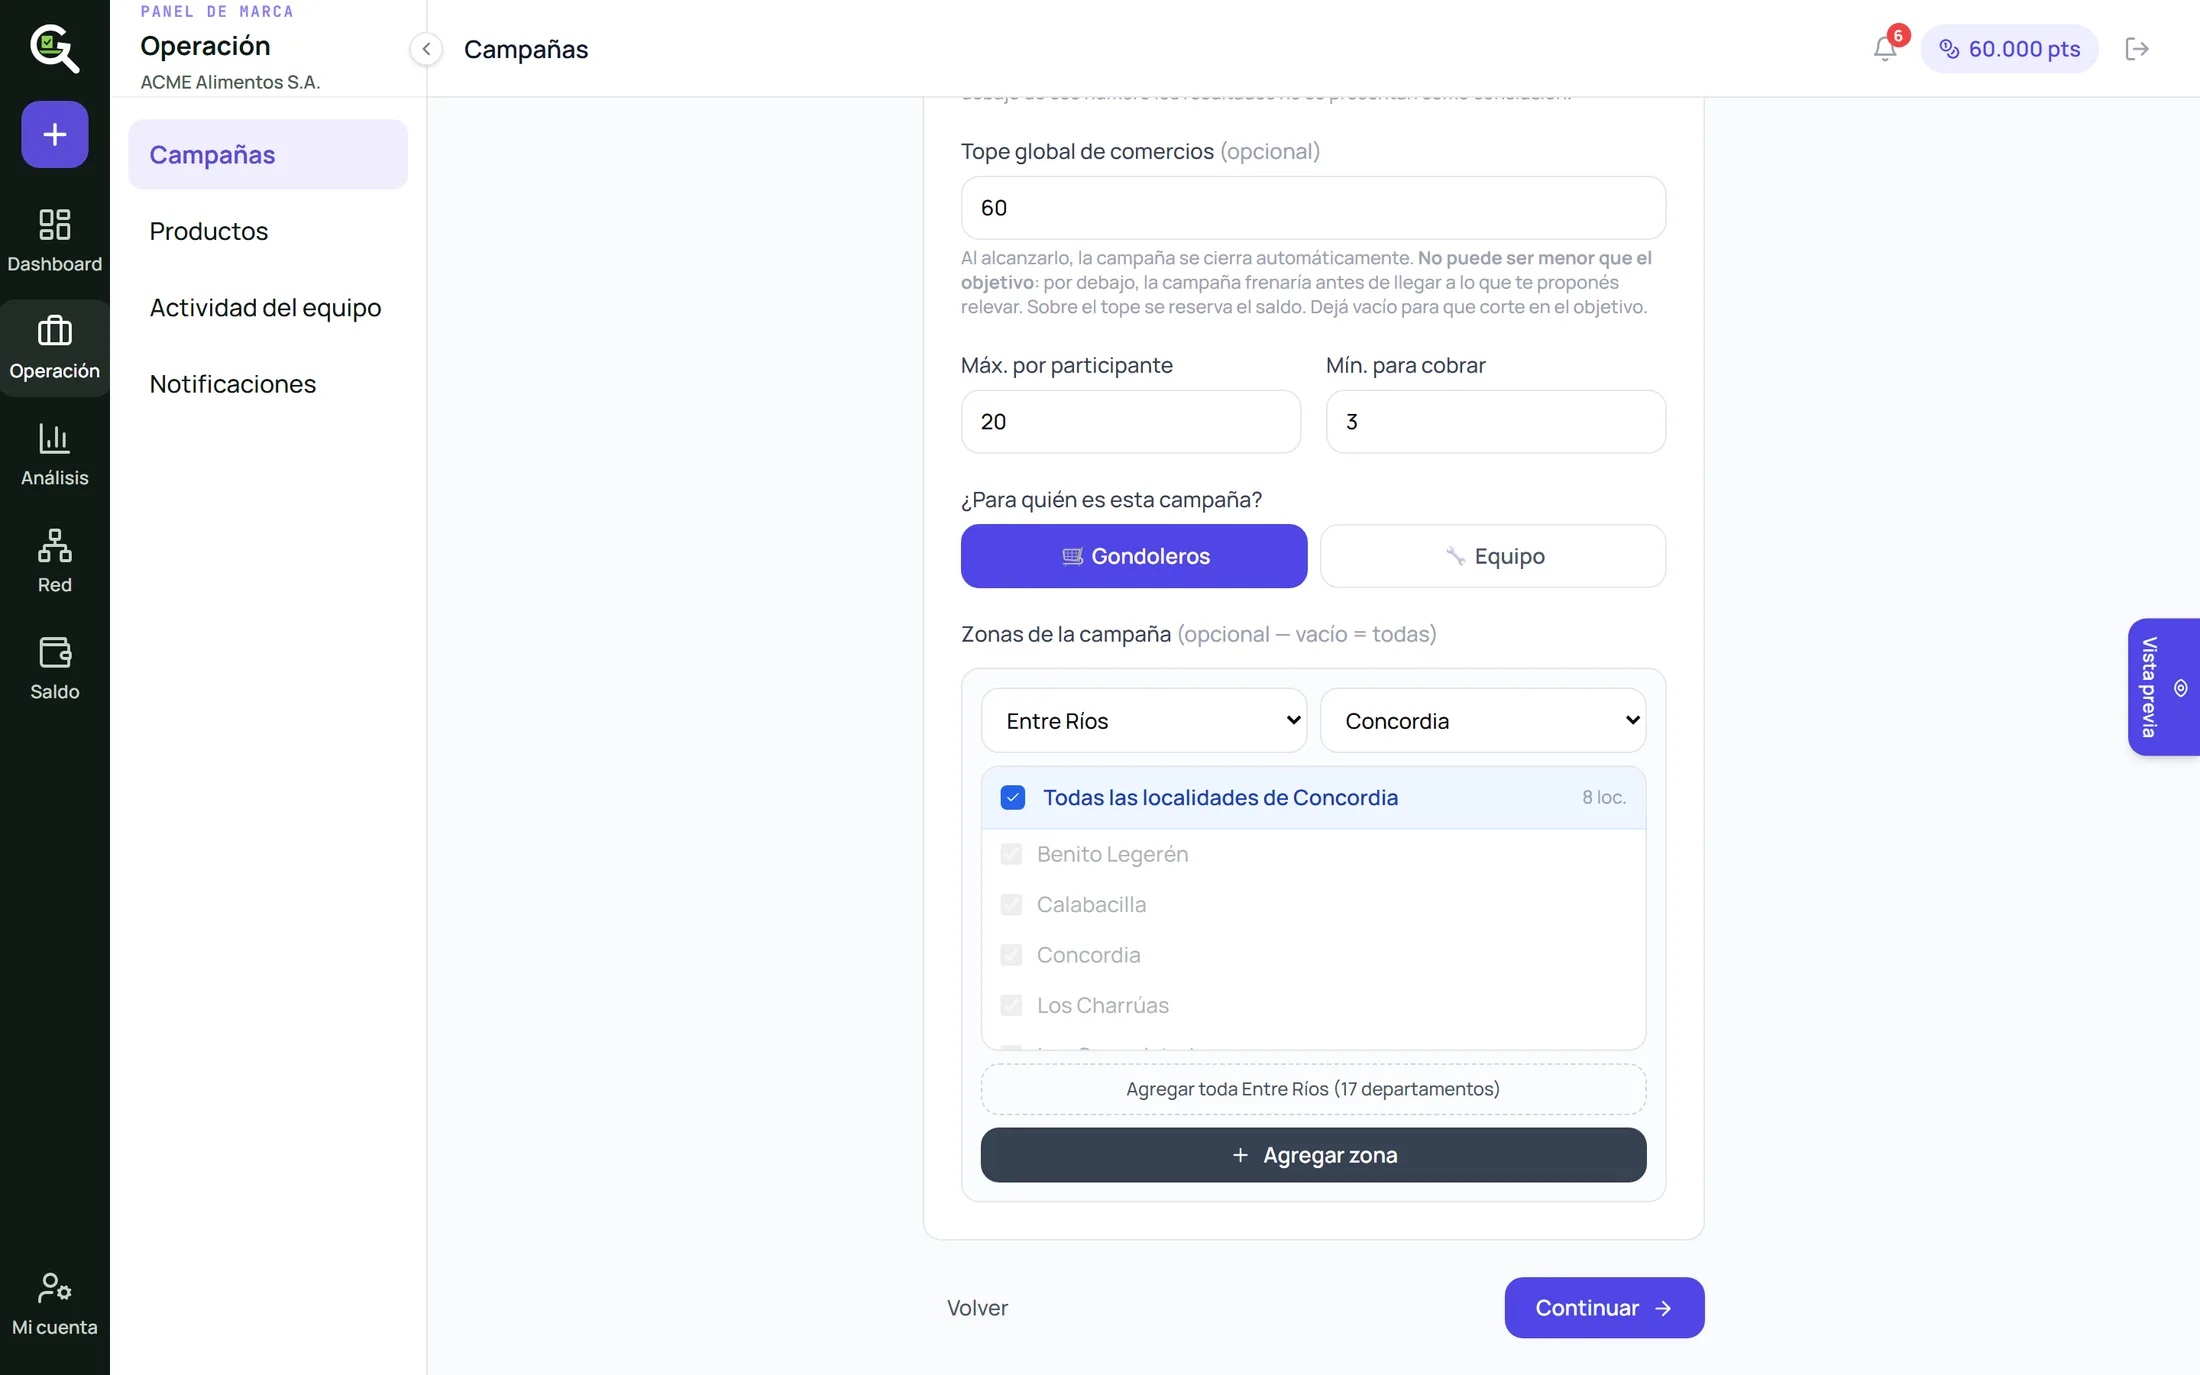 PANEL DE MARCA
Operación
ACME Alimentos S.A.
Campañas
6
60.000 pts
Dashboard
Operación
Análisis
Red
Saldo
Mi cuenta
Campañas
Productos
Actividad del equipo
Notificaciones
Tope global de comercios (opcional)
60
Al alcanzarlo, la campaña se cierra automáticamente. No puede ser menor que el
objetivo: por debajo, la campaña frenaría antes de llegar a lo que te proponés
relevar. Sobre el tope se reserva el saldo. Dejá vacío para que corte en el objetivo.
Máx. por participante
Mín. para cobrar
20
3
¿Para quién es esta campaña?
Gondoleros
Equipo
Zonas de la campaña (opcional — vacío = todas)
Entre Ríos
Concordia
Todas las localidades de Concordia
8 loc.
Benito Legerén
Calabacilla
Concordia
Los Charrúas
Agregar toda Entre Ríos (17 departamentos)
+ Agregar zona
Volver
Continuar →
Vista previa